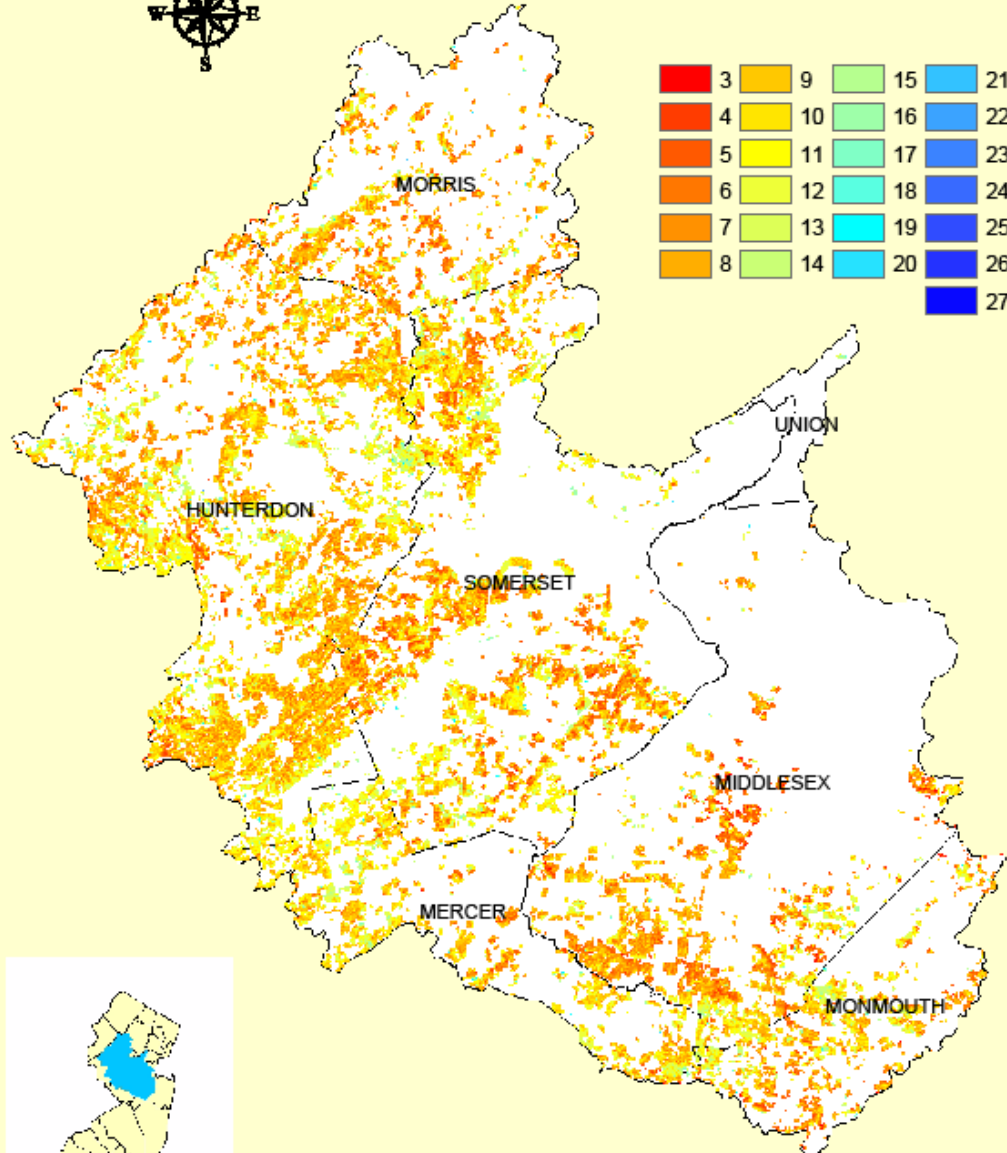 W E
S
3 9 15 21
4 10 16 22
5 11 17 23
6 12 18 24
7 13 19 25
8 14 20 26
27
MORRIS
UNION
HUNTERDON
SOMERSET
MIDDLESEX
MERCER
MONMOUTH